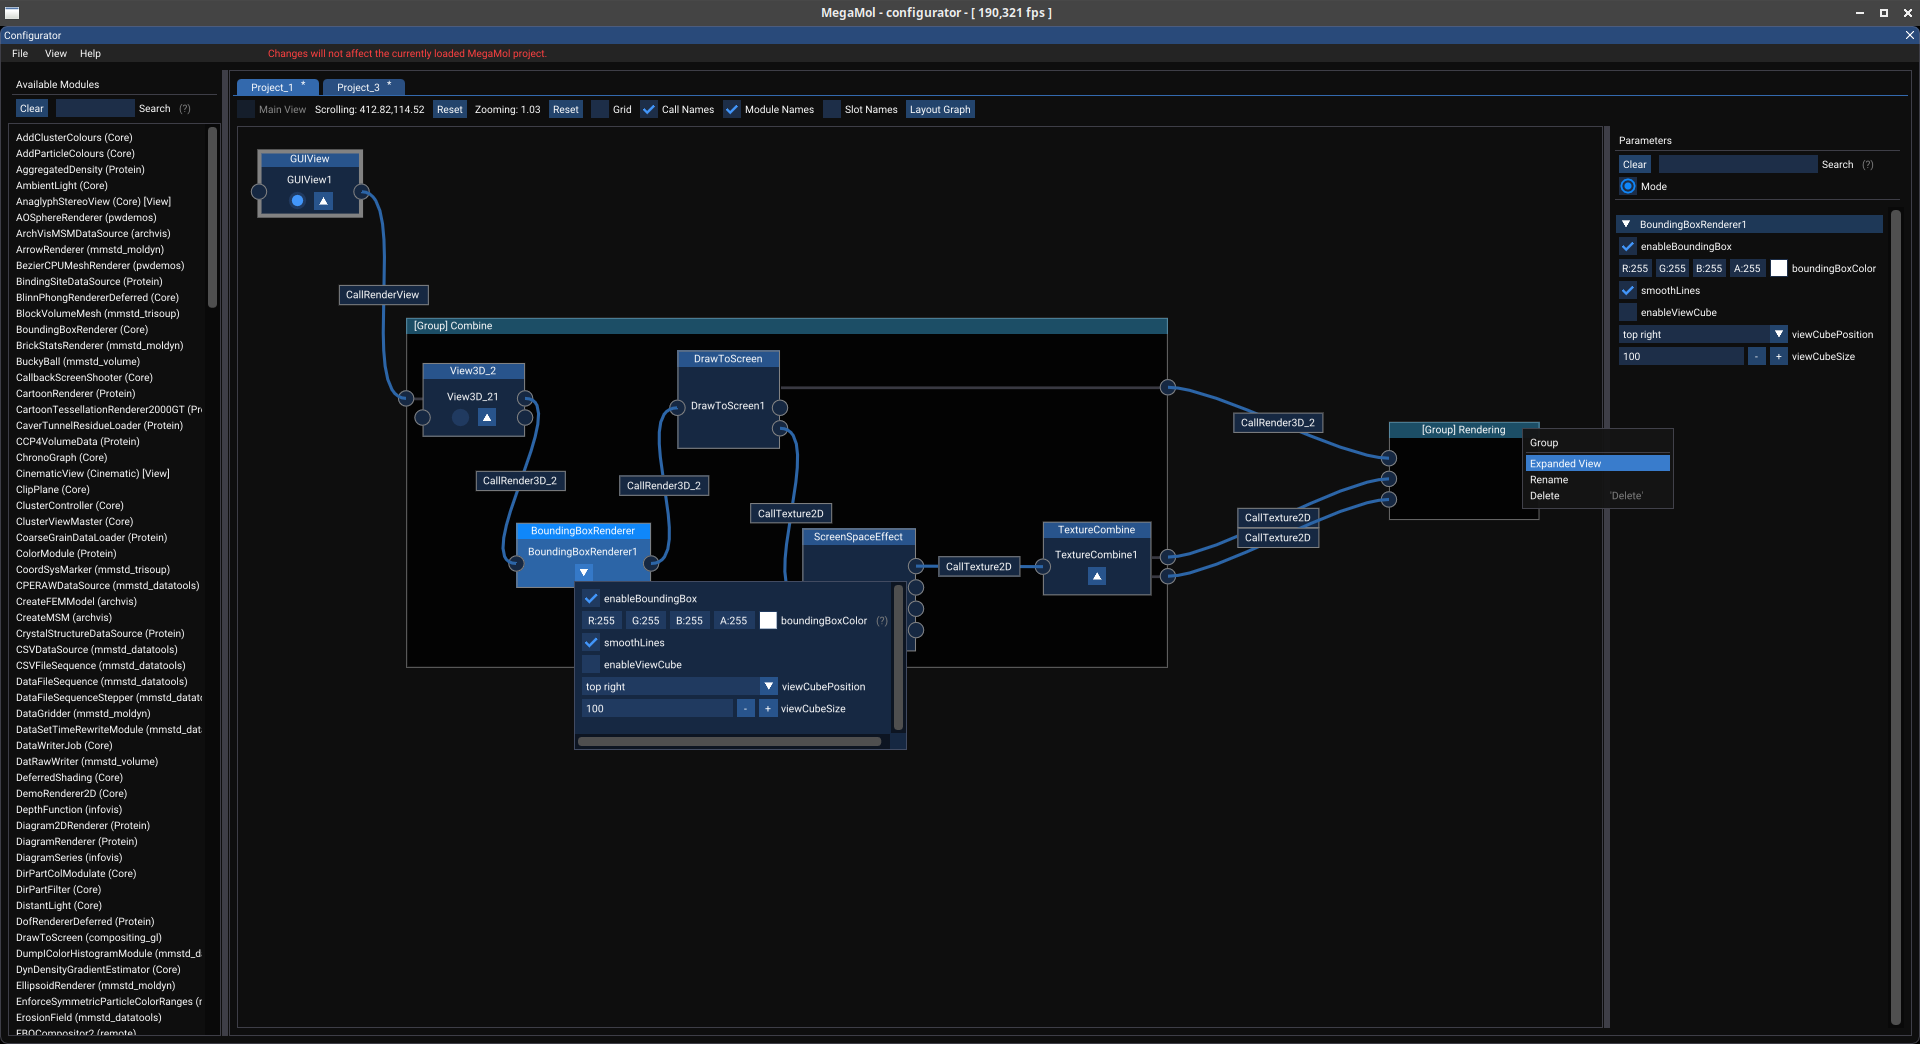 MegaMol - configurator - [ 190,321 fps ]
Configurator
File View Help
Changes will not affect the currently loaded MegaMol project.
Available Modules
Clear Search (?)
AddClusterColours (Core)
AddParticleColours (Core)
AggregatedDensity (Protein)
AmbientLight (Core)
AnaglyphStereoView (Core) [View]
AOSphereRenderer (pwdemos)
ArchVisMSMDataSource (archvis)
ArrowRenderer (mmstd_moldyn)
BezierCPUMeshRenderer (pwdemos)
BindingSiteDataSource (Protein)
BlinnPhongRendererDeferred (Core)
BlockVolumeMesh (mmstd_trisoup)
BoundingBoxRenderer (Core)
BrickStatsRenderer (mmstd_moldyn)
BuckyBall (mmstd_volume)
CallbackScreenShooter (Core)
CartoonRenderer (Protein)
CartoonTessellationRenderer2000GT (Pr
CaverTunnelResidueLoader (Protein)
CCP4VolumeData (Protein)
ChronoGraph (Core)
CinematicView (Cinematic) [View]
ClipPlane (Core)
ClusterController (Core)
ClusterViewMaster (Core)
CoarseGrainDataLoader (Protein)
ColorModule (Protein)
CoordSysMarker (mmstd_trisoup)
CPERAWDataSource (mmstd_datatools)
CreateFEMModel (archvis)
CreateMSM (archvis)
CrystalStructureDataSource (Protein)
CSVDataSource (mmstd_datatools)
CSVFileSequence (mmstd_datatools)
DataFileSequence (mmstd_datatools)
DataFileSequenceStepper (mmstd_datato
DataGridder (mmstd_moldyn)
DataSetTimeRewriteModule (mmstd_dat
DataWriterJob (Core)
DatRawWriter (mmstd_volume)
DeferredShading (Core)
DemoRenderer2D (Core)
DepthFunction (infovis)
Diagram2DRenderer (Protein)
DiagramRenderer (Protein)
DiagramSeries (infovis)
DirPartColModulate (Core)
DirPartFilter (Core)
DistantLight (Core)
DofRendererDeferred (Protein)
DrawToScreen (compositing_gl)
DumpIColorHistogramModule (mmstd_d
DynDensityGradientEstimator (Core)
EllipsoidRenderer (mmstd_moldyn)
EnforceSymmetricParticleColorRanges (r
ErosionField (mmstd_datatools)
FBOCompositor2 (remote)
Project_1 * Project_3 *
Main View Scrolling: 412.82,114.52 Reset Zooming: 1.03 Reset Grid Call Names Module Names Slot Names Layout Graph
GUIView
GUIView1
CallRenderView
[Group] Combine
View3D_2
View3D_21
DrawToScreen
DrawToScreen1
CallRender3D_2
CallRender3D_2
CallTexture2D
BoundingBoxRenderer
BoundingBoxRenderer1
ScreenSpaceEffect
CallTexture2D
TextureCombine
TextureCombine1
enableBoundingBox
R:255 G:255 B:255 A:255 boundingBoxColor (?)
smoothLines
enableViewCube
top right viewCubePosition
100 - + viewCubeSize
CallRender3D_2
CallTexture2D
CallTexture2D
[Group] Rendering
Group
Expanded View
Rename
Delete 'Delete'
Parameters
Clear Search (?)
Mode
BoundingBoxRenderer1
enableBoundingBox
R:255 G:255 B:255 A:255 boundingBoxColor
smoothLines
enableViewCube
top right viewCubePosition
100 - + viewCubeSize